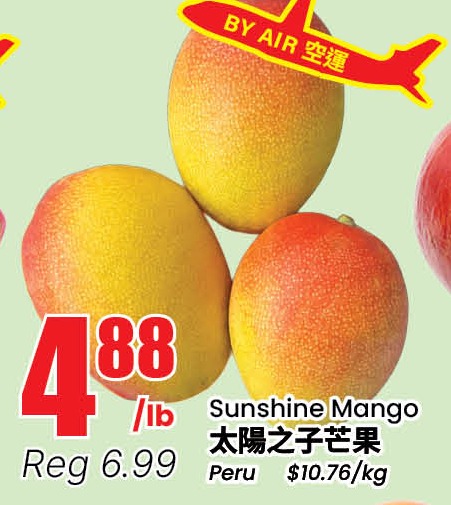 BY AIR 空運
4.88
/lb
Reg 6.99
Sunshine Mango
太陽之子芒果
Peru $10.76/kg